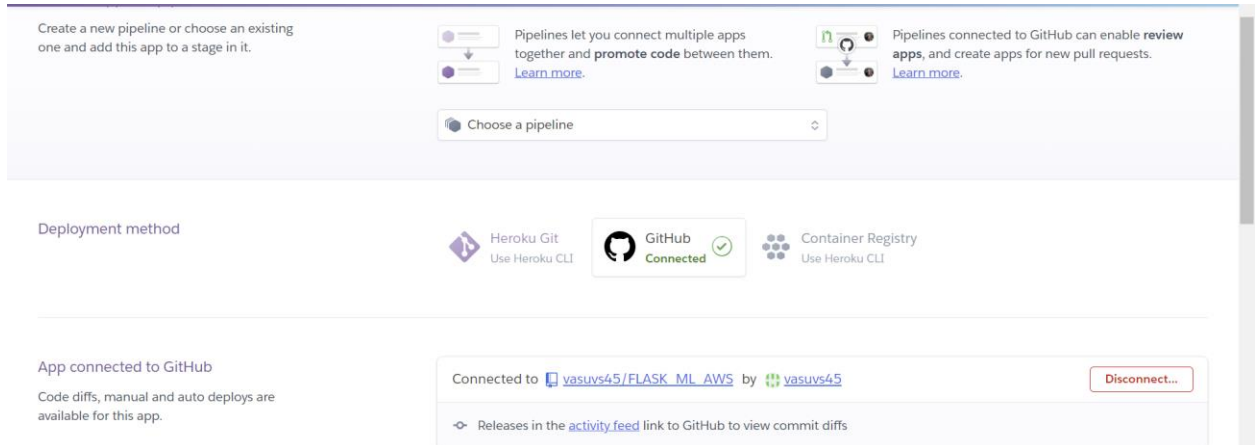 Create a new pipeline or choose an existing
one and add this app to a stage in it.
Pipelines let you connect multiple apps
together and promote code between them.
Learn more.
Pipelines connected to GitHub can enable review
apps, and create apps for new pull requests.
Learn more.
Choose a pipeline
Deployment method
Heroku Git
Use Heroku CLI
GitHub
Connected
Container Registry
Use Heroku CLI
App connected to GitHub
Code diffs, manual and auto deploys are
available for this app.
Connected to vasuvs45/FLASK_ML_AWS by vasuvs45
Disconnect...
Releases in the activity feed link to GitHub to view commit diffs